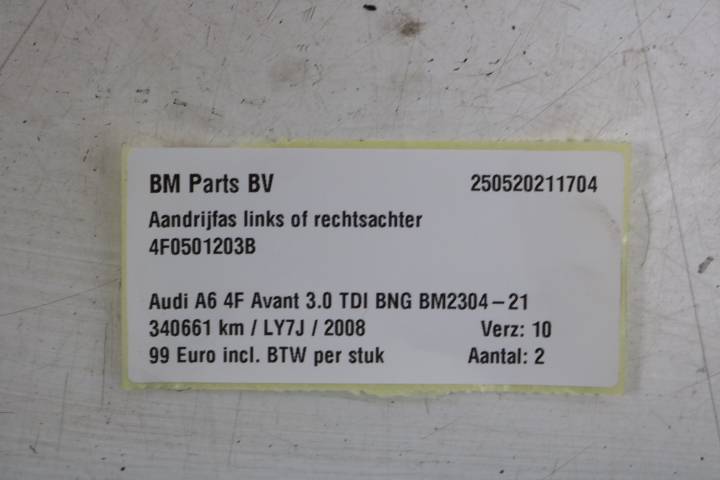 BM Parts BV 250520211704
Aandrijfas links of rechtsachter
4F0501203B
Audi A6 4F Avant 3.0 TDI BNG BM2304-21
340661 km / LY7J / 2008 Verz: 10
99 Euro incl. BTW per stuk Aantal: 2